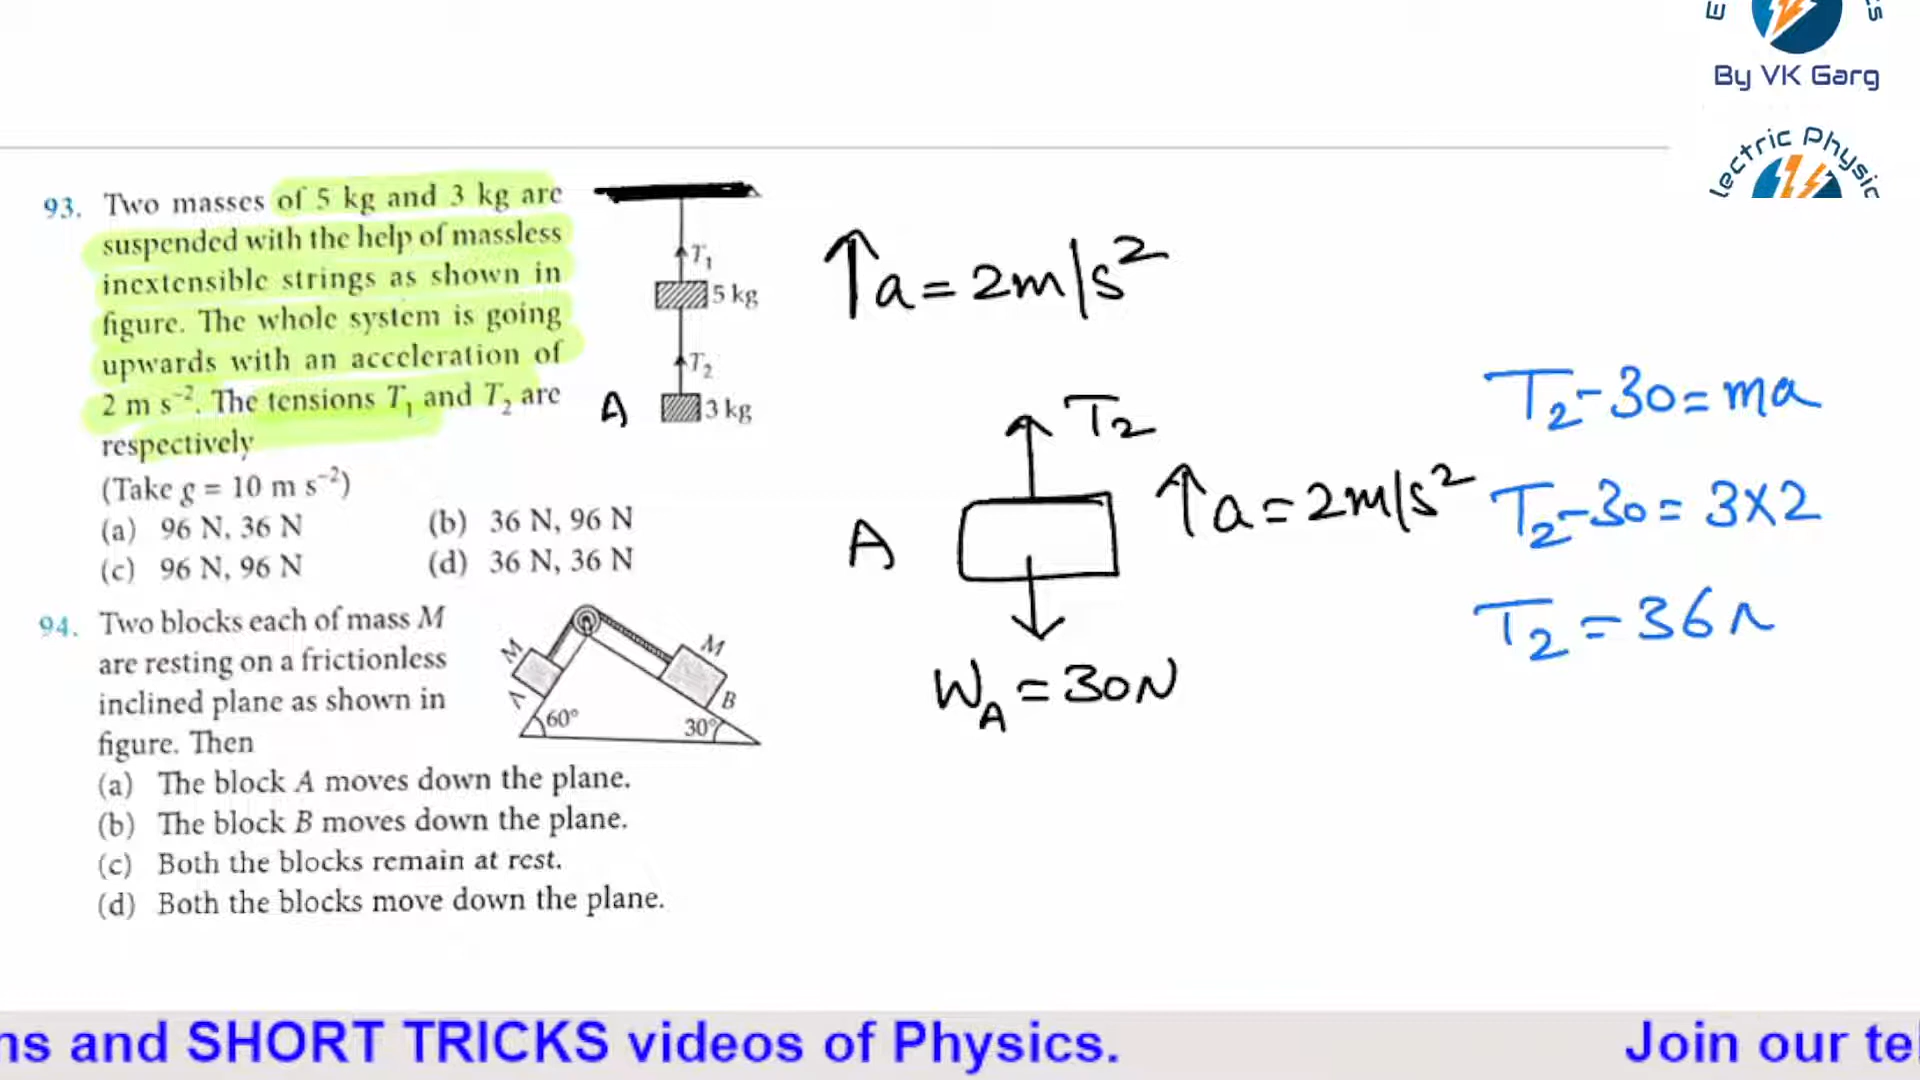 By VK Garg
lectric Physic
93. Two masses of 5 kg and 3 kg are
suspended with the help of massless
inextensible strings as shown in
figure. The whole system is going
upwards with an acceleration of
2 m s⁻². The tensions T₁ and T₂ are
respectively
(Take g = 10 m s⁻²)
(a) 96 N, 36 N (b) 36 N, 96 N
(c) 96 N, 96 N (d) 36 N, 36 N
T₁
5 kg
T₂
A 3 kg
↑a = 2m/s²
T₂
A ↑a = 2m/s²
W_A = 30N
T₂-30 = ma
T₂-30 = 3×2
T₂ = 36N
94. Two blocks each of mass M
are resting on a frictionless
inclined plane as shown in
figure. Then
(a) The block A moves down the plane.
(b) The block B moves down the plane.
(c) Both the blocks remain at rest.
(d) Both the blocks move down the plane.
M M
A B
60° 30°
ns and SHORT TRICKS videos of Physics. Join our te